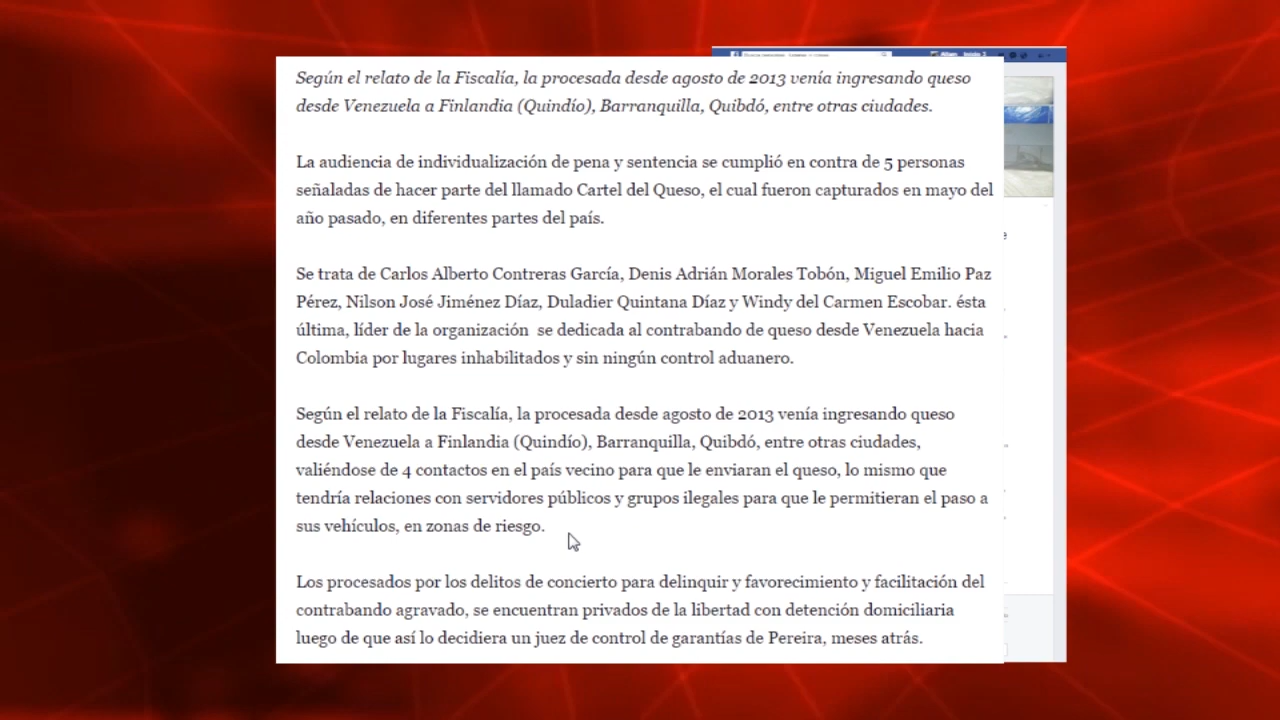 Según el relato de la Fiscalía, la procesada desde agosto de 2013 venía ingresando queso
desde Venezuela a Finlandia (Quindío), Barranquilla, Quibdó, entre otras ciudades.
La audiencia de individualización de pena y sentencia se cumplió en contra de 5 personas
señaladas de hacer parte del llamado Cartel del Queso, el cual fueron capturados en mayo del
año pasado, en diferentes partes del país.
Se trata de Carlos Alberto Contreras García, Denis Adrián Morales Tobón, Miguel Emilio Paz
Pérez, Nilson José Jiménez Díaz, Duladier Quintana Díaz y Windy del Carmen Escobar. ésta
última, líder de la organización  se dedicada al contrabando de queso desde Venezuela hacia
Colombia por lugares inhabilitados y sin ningún control aduanero.
Según el relato de la Fiscalía, la procesada desde agosto de 2013 venía ingresando queso
desde Venezuela a Finlandia (Quindío), Barranquilla, Quibdó, entre otras ciudades,
valiéndose de 4 contactos en el país vecino para que le enviaran el queso, lo mismo que
tendría relaciones con servidores públicos y grupos ilegales para que le permitieran el paso a
sus vehículos, en zonas de riesgo.
Los procesados por los delitos de concierto para delinquir y favorecimiento y facilitación del
contrabando agravado, se encuentran privados de la libertad con detención domiciliaria
luego de que así lo decidiera un juez de control de garantías de Pereira, meses atrás.